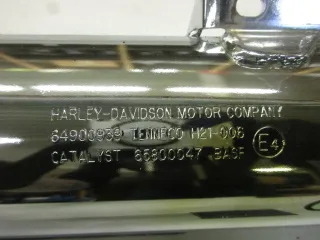 HARLEY-DAVIDSON MOTOR COMPANY
64900939 TENNECO H21-006
CATALYST 65800047 BASF E4